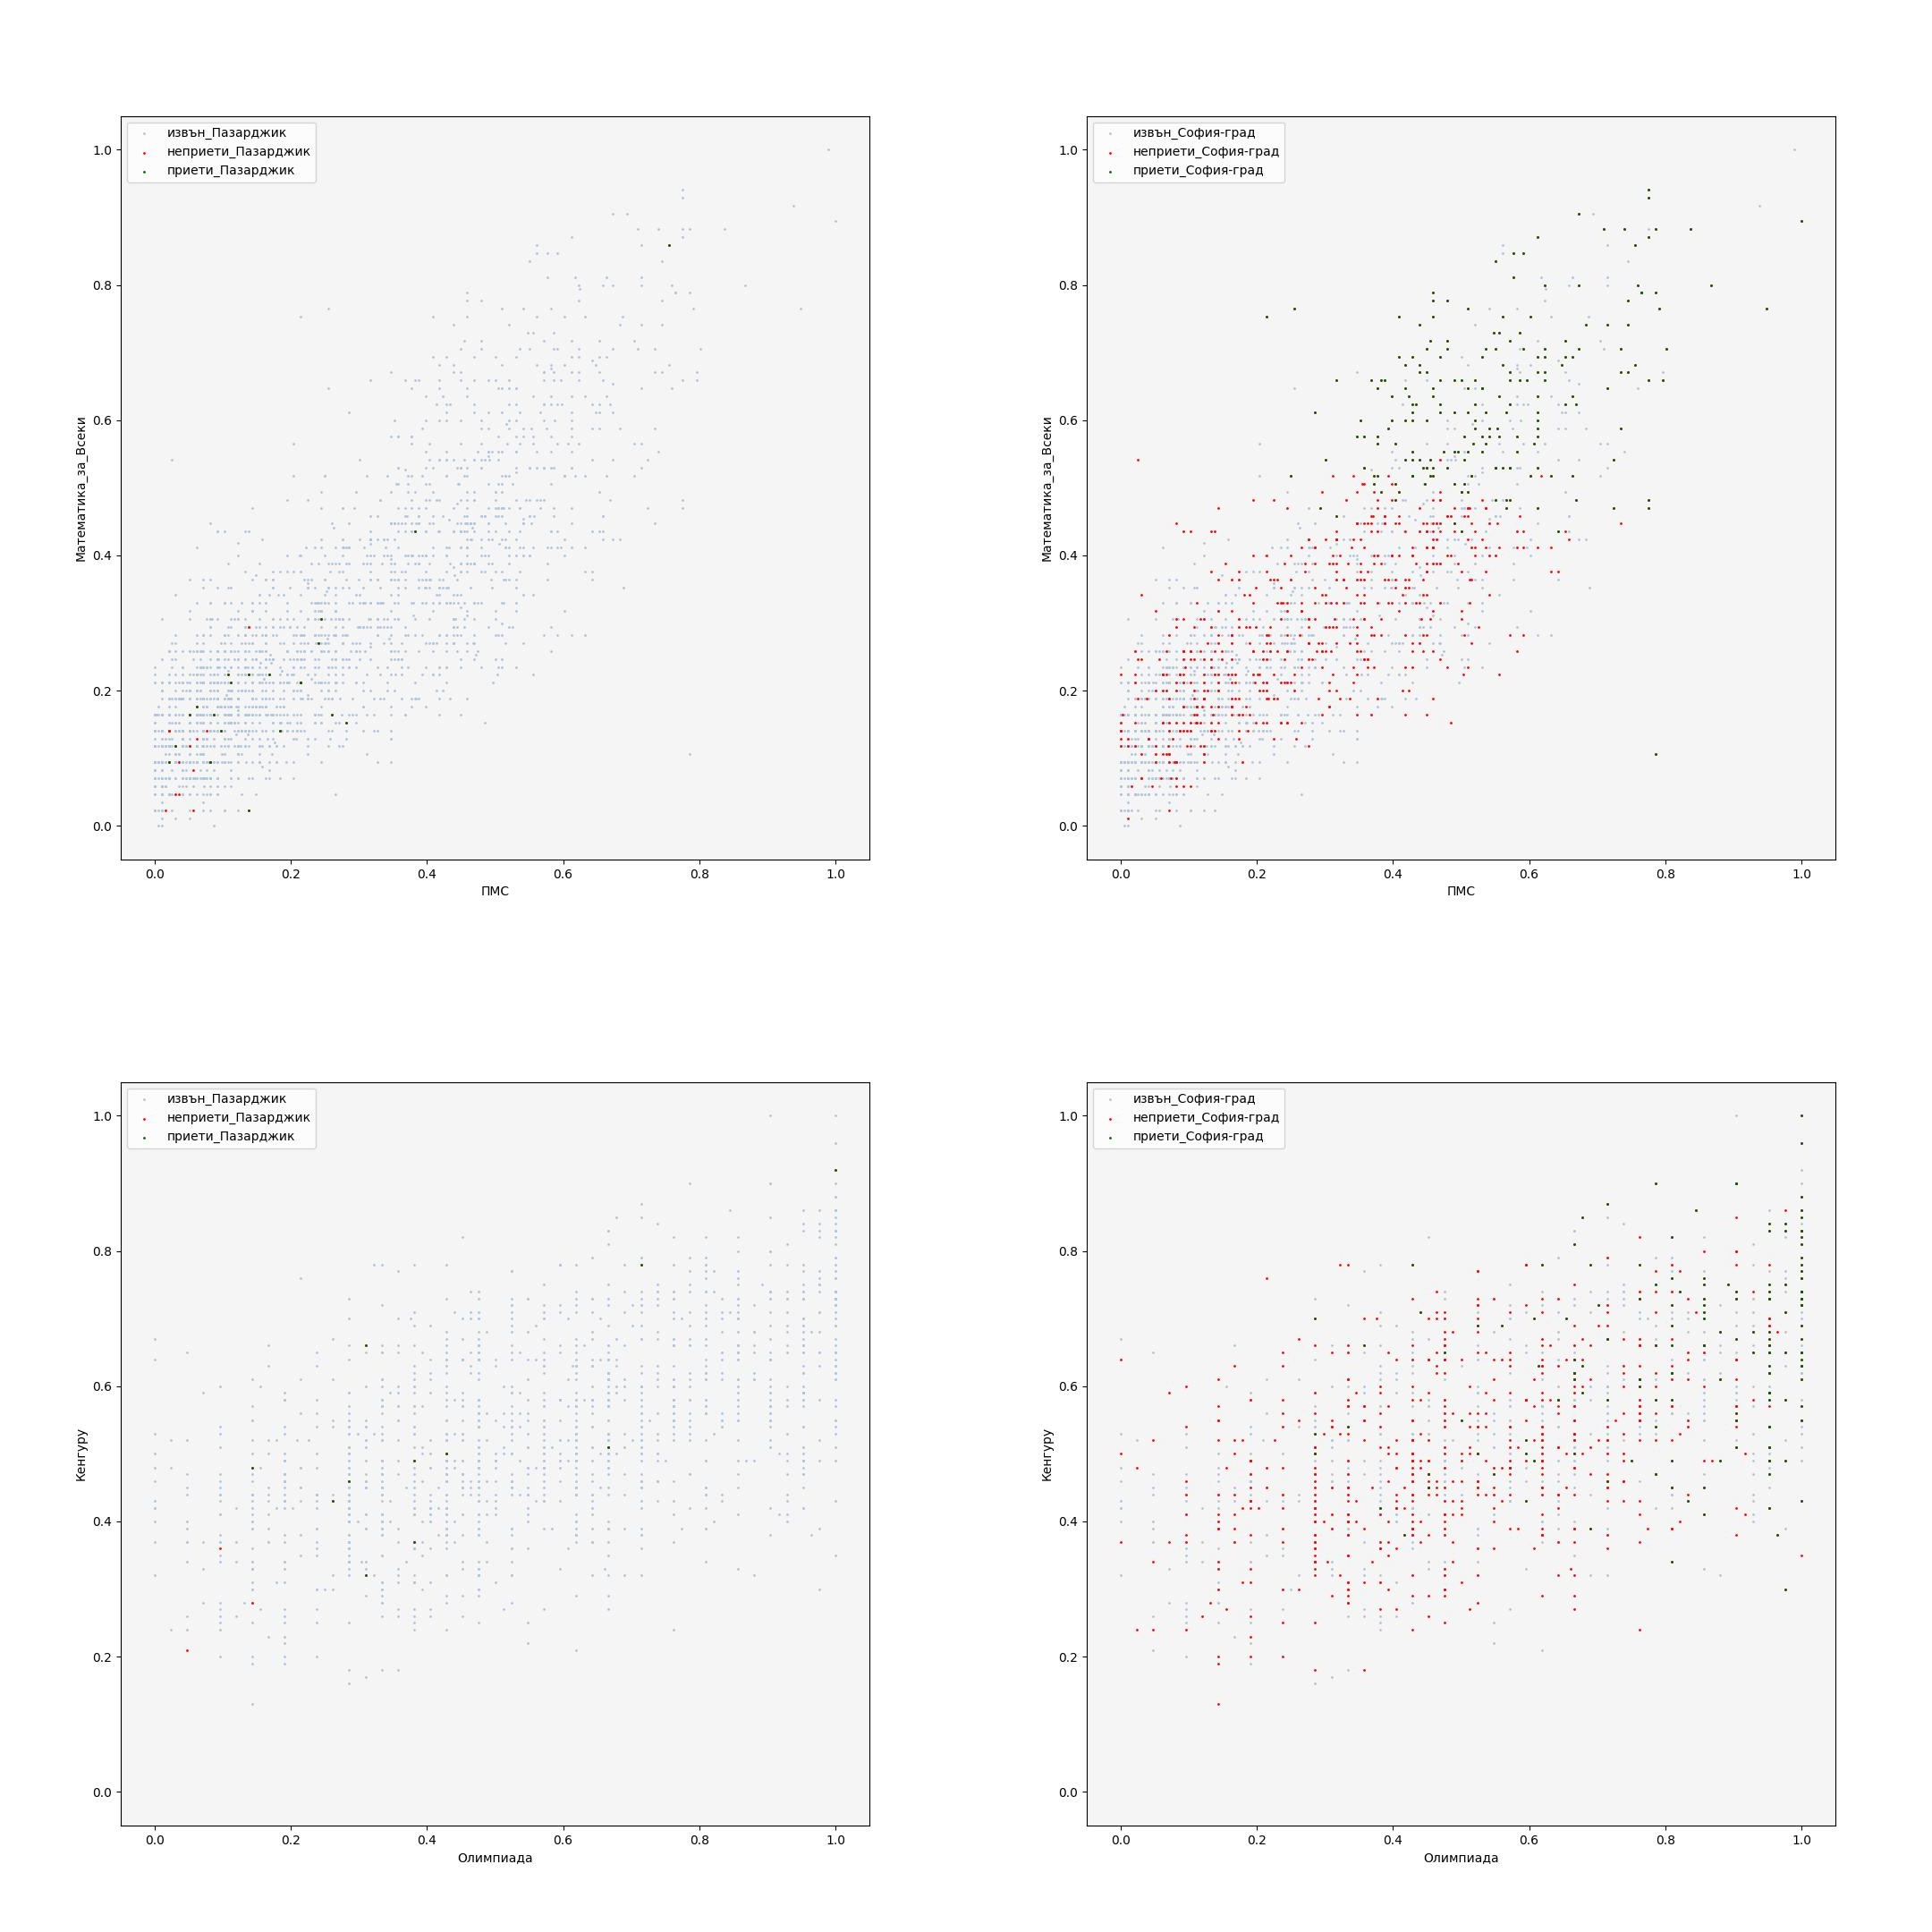 извън_Пазарджик
неприети_Пазарджик
приети_Пазарджик
1.0
0.8
0.6
0.4
0.2
0.0
Математика_за_Всеки
0.0 0.2 0.4 0.6 0.8 1.0
ПМС
извън_София-град
неприети_София-град
приети_София-град
1.0
0.8
0.6
0.4
0.2
0.0
Математика_за_Всеки
0.0 0.2 0.4 0.6 0.8 1.0
ПМС
извън_Пазарджик
неприети_Пазарджик
приети_Пазарджик
1.0
0.8
0.6
0.4
0.2
0.0
Кенгуру
0.0 0.2 0.4 0.6 0.8 1.0
Олимпиада
извън_София-град
неприети_София-град
приети_София-град
1.0
0.8
0.6
0.4
0.2
0.0
Кенгуру
0.0 0.2 0.4 0.6 0.8 1.0
Олимпиада